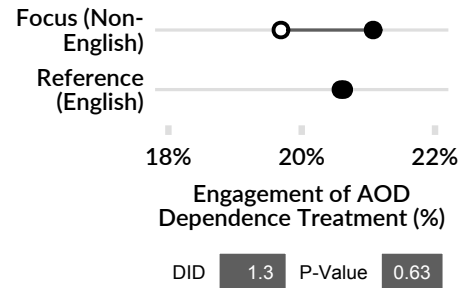 Focus (Non-
English)
Reference
(English)
18% 20% 22%
Engagement of AOD
Dependence Treatment (%)
DID 1.3 P-Value 0.63